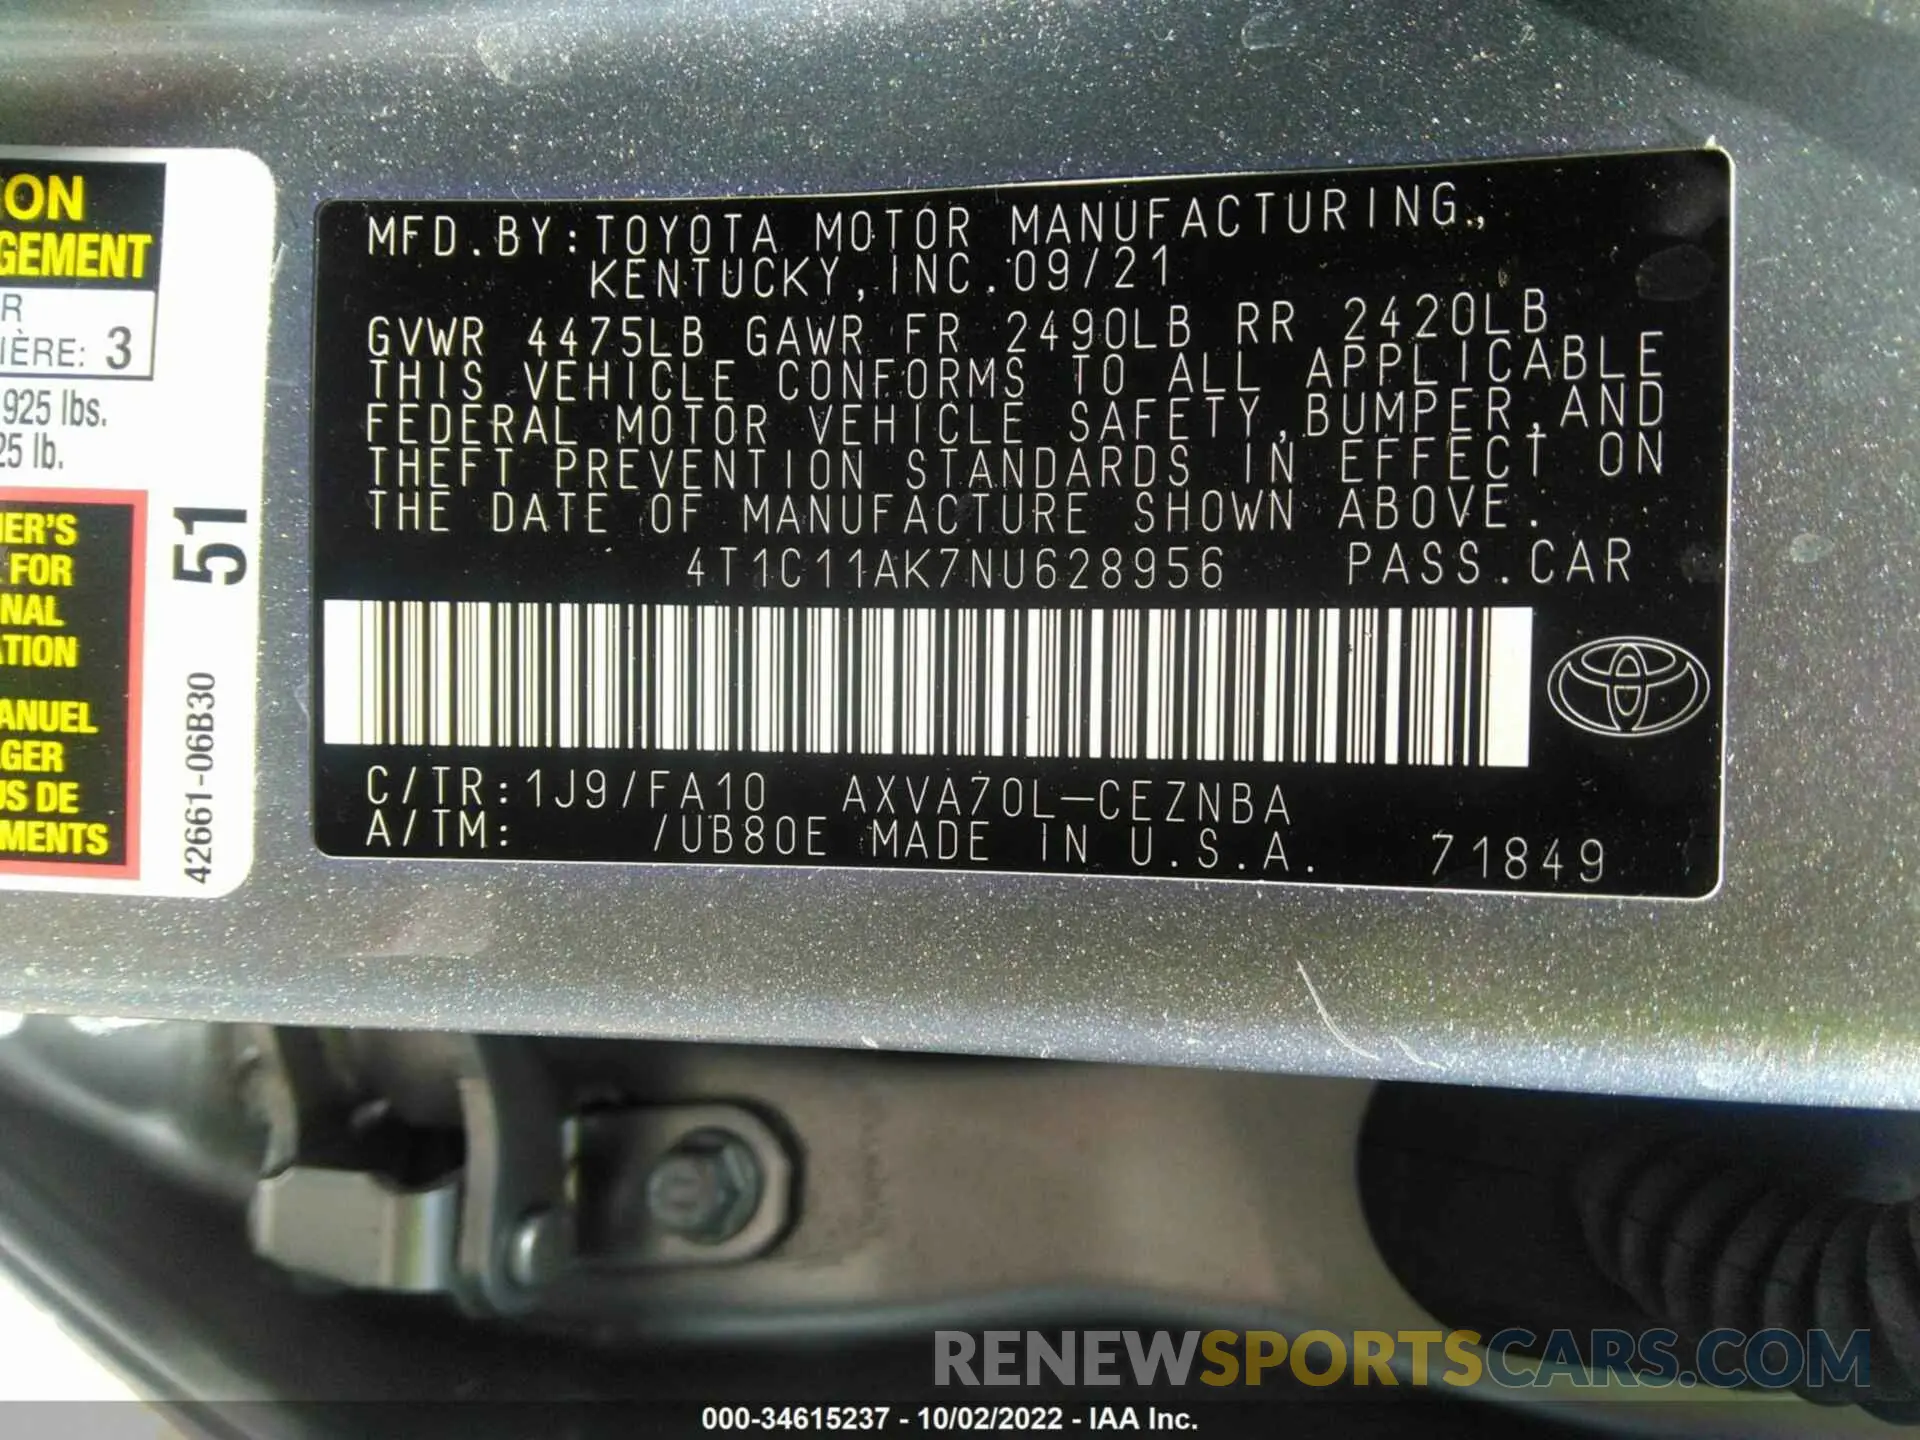 ION
GEMENT
R
IÈRE: 3
925 lbs.
25 lb.
NER'S
FOR
NAL
TION
ANUEL
AGER
US DE
MENTS
51
42661-06B30
MFD.BY:TOYOTA MOTOR MANUFACTURING.,
KENTUCKY,INC.09/21
GVWR 4475LB GAWR FR 2490LB RR 2420LB
THIS VEHICLE CONFORMS TO ALL APPLICABLE
FEDERAL MOTOR VEHICLE SAFETY,BUMPER,AND
THEFT PREVENTION STANDARDS IN EFFECT ON
THE DATE OF MANUFACTURE SHOWN ABOVE.
4T1C11AK7NU628956 PASS.CAR
C/TR:1J9/FA10 AXVA70L-CEZNBA
A/TM: /UB80E MADE IN U.S.A. 71849
RENEWSPORTSCARS.COM
000-34615237 - 10/02/2022 - IAA Inc.